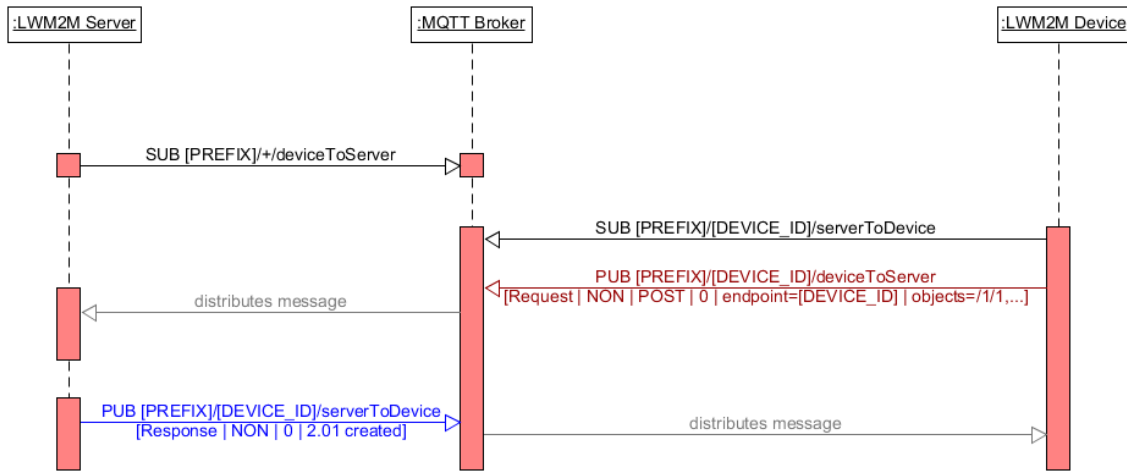 :LWM2M Server
:MQTT Broker
:LWM2M Device
SUB [PREFIX]/+/deviceToServer
SUB [PREFIX]/[DEVICE_ID]/serverToDevice
PUB [PREFIX]/[DEVICE_ID]/deviceToServer
[Request | NON | POST | 0 | endpoint=[DEVICE_ID] | objects=/1/1,...]
distributes message
PUB [PREFIX]/[DEVICE_ID]/serverToDevice
[Response | NON | 0 | 2.01 created]
distributes message